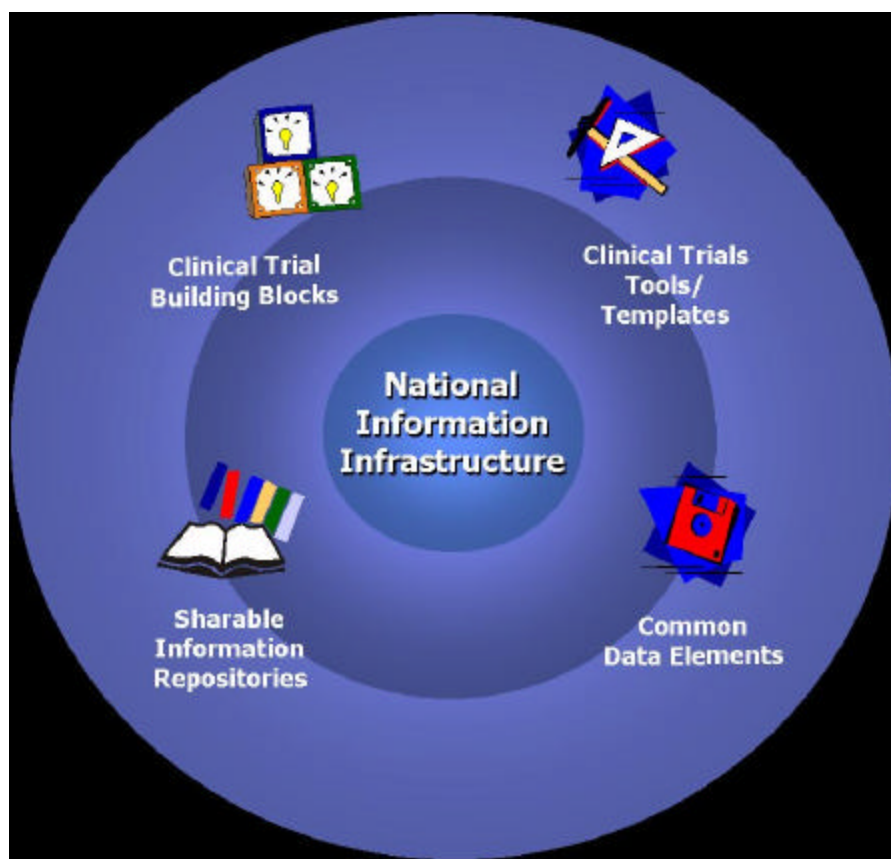 Clinical Trial
Building Blocks
Clinical Trials
Tools/
Templates
National
Information
Infrastructure
Sharable
Information
Repositories
Common
Data Elements